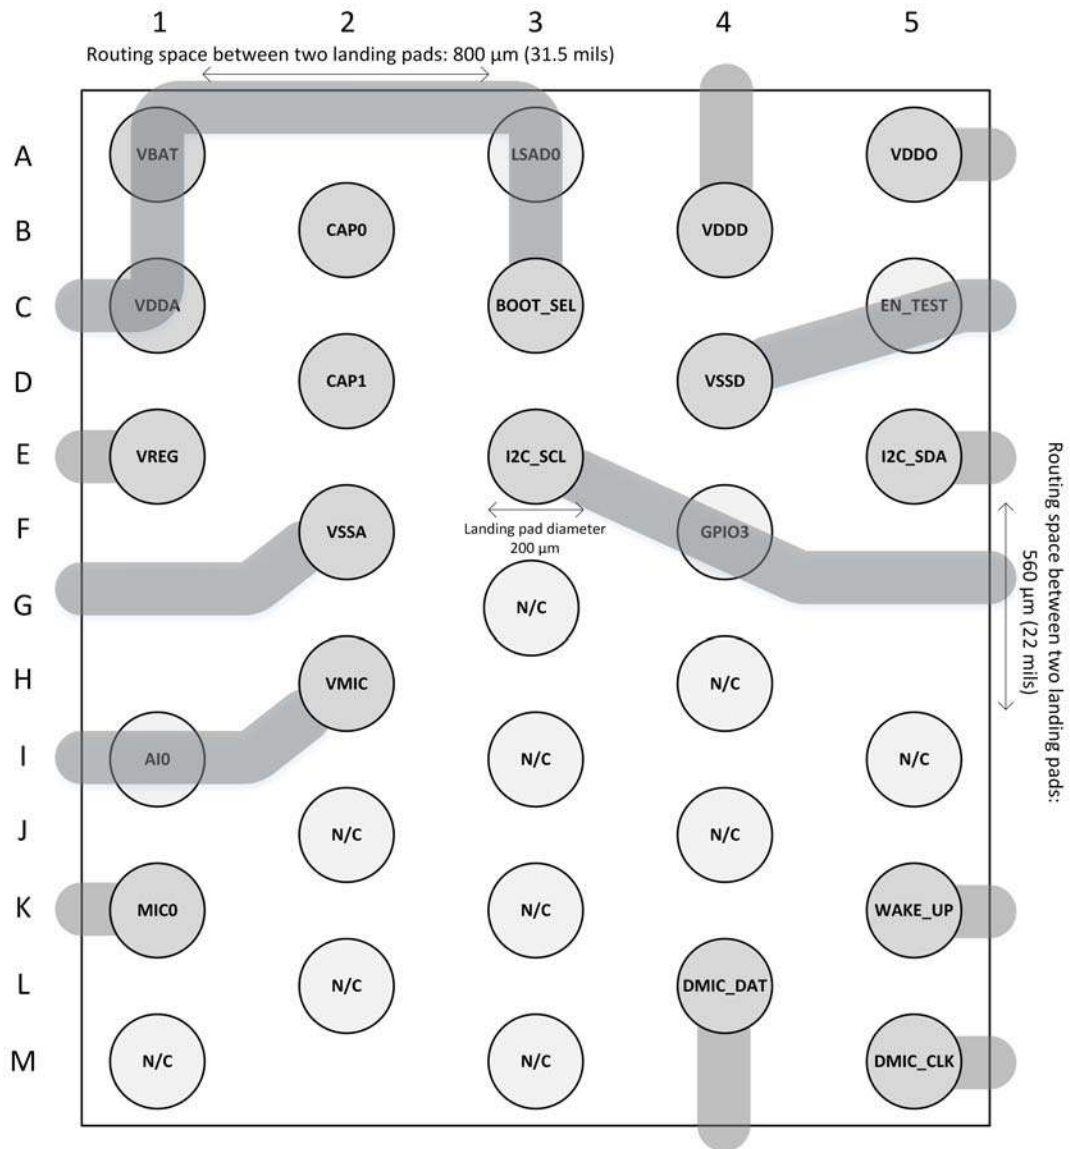 1 2 3 4 5
Routing space between two landing pads: 800 µm (31.5 mils)
A VBAT LSAD0 VDDO
B CAP0 VDDD
C VDDA BOOT_SEL EN_TEST
D CAP1 VSSD
E VREG I2C_SCL I2C_SDA
Landing pad diameter
200 µm
F VSSA GPIO3
Routing space between two landing pads:
560 µm (22 mils)
G N/C
H VMIC N/C
I AI0 N/C N/C
J N/C N/C
K MIC0 N/C WAKE_UP
L N/C DMIC_DAT
M N/C N/C DMIC_CLK